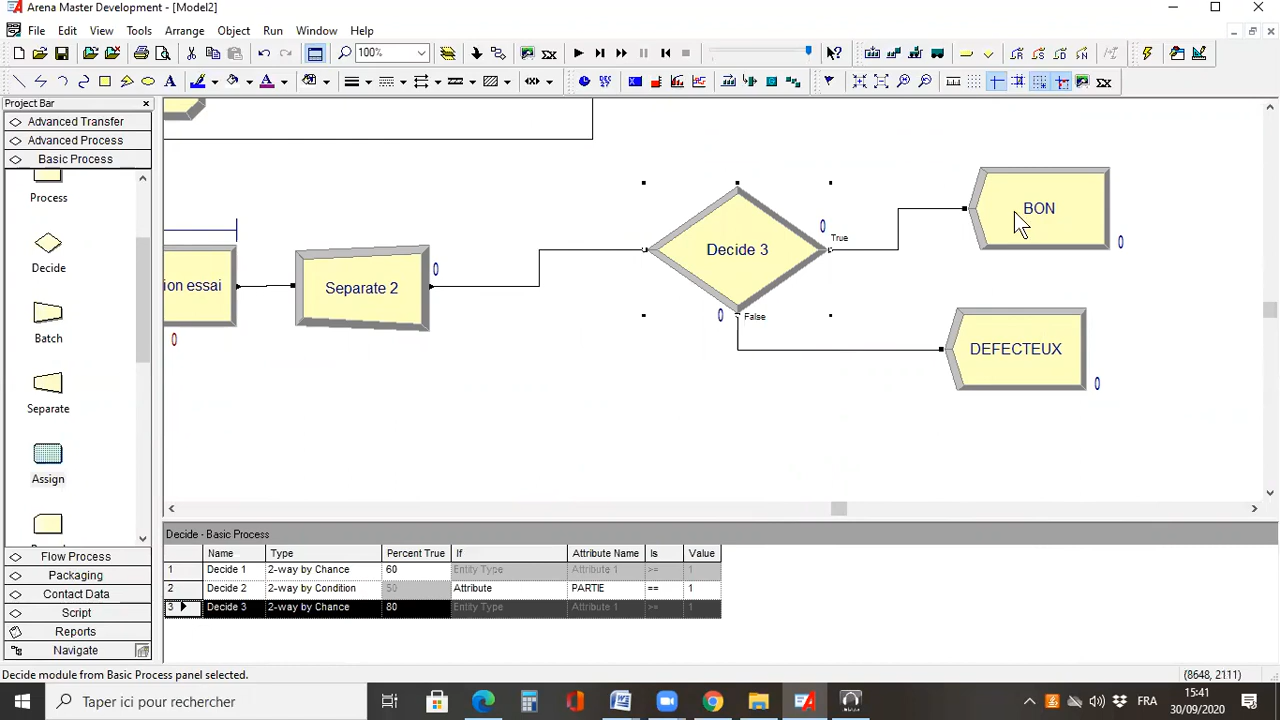 Arena Master Development - [Model2]
File Edit View Tools Arrange Object Run Window Help
100%
Project Bar
Advanced Transfer
Advanced Process
Basic Process
Process
Decide
Batch
Separate
Assign
Flow Process
Packaging
Contact Data
Script
Reports
Navigate
ion essai
0
Separate 2
0
Decide 3
0
True
0
False
BON
0
DEFECTEUX
0
Decide - Basic Process
Name Type Percent True If Attribute Name Is Value
1 Decide 1 2-way by Chance 60 Entity Type Attribute 1 >= 1
2 Decide 2 2-way by Condition 50 Attribute PARTIE == 1
3 Decide 3 2-way by Chance 80 Entity Type Attribute 1 >= 1
Decide module from Basic Process panel selected.
(8648, 2111)
Taper ici pour rechercher
FRA
15:41
30/09/2020